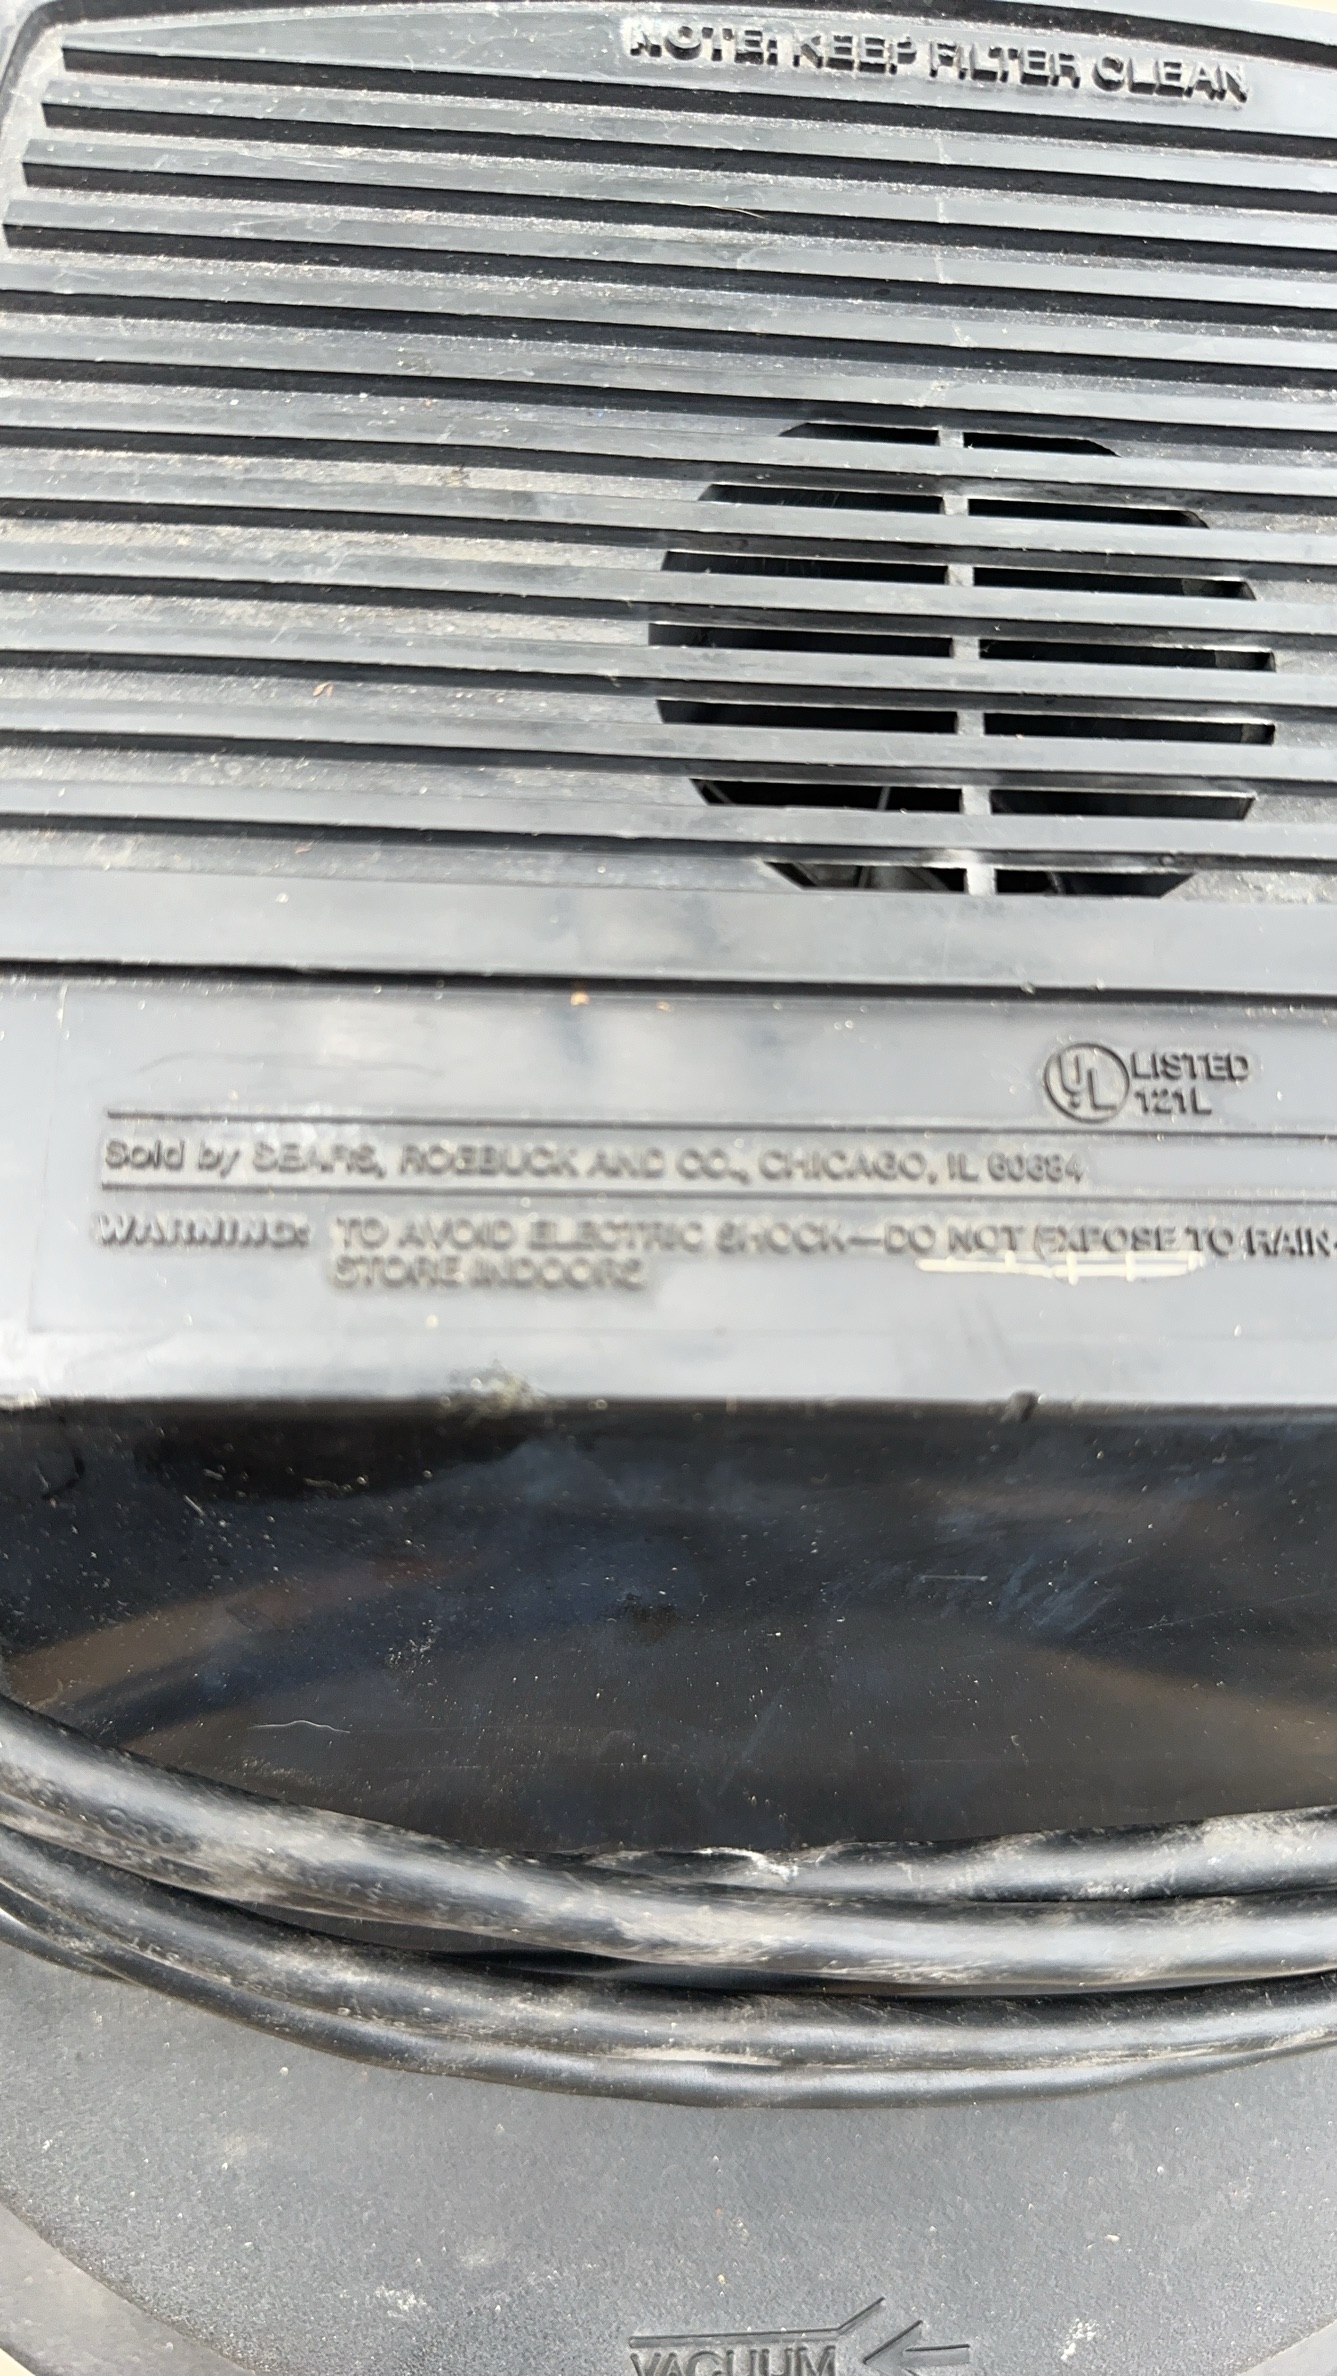 NOTE: KEEP FILTER CLEAN
UL LISTED
121L
Sold by SEARS, ROEBUCK AND CO., CHICAGO, IL 60684
WARNING: TO AVOID ELECTRIC SHOCK—DO NOT EXPOSE TO RAIN-
STORE INDOORS
VACUUM